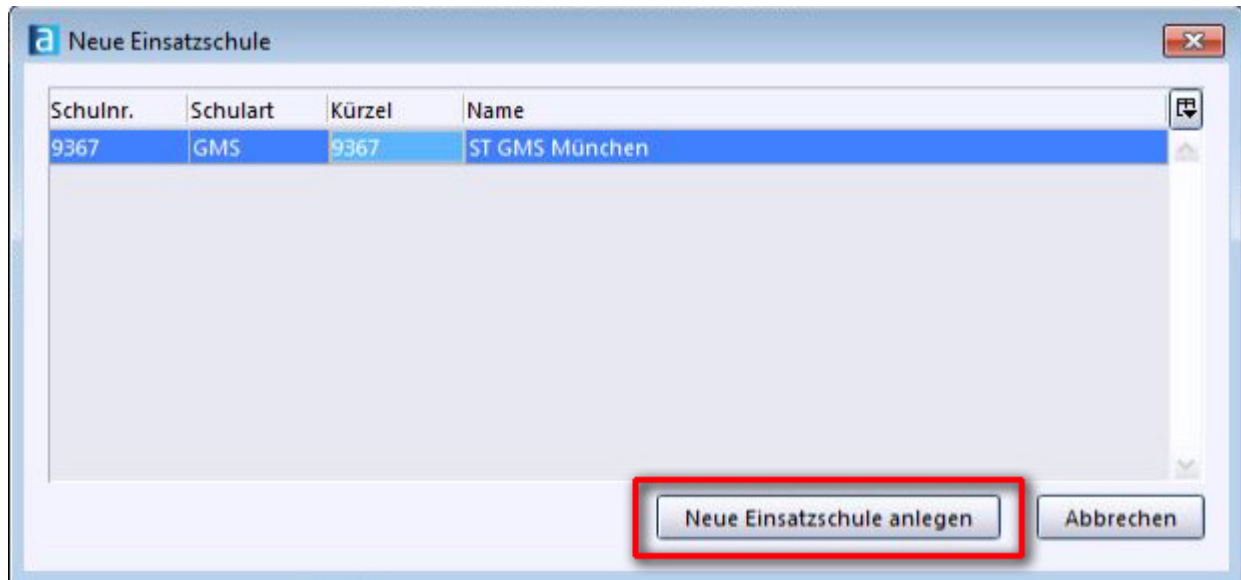 Neue Einsatzschule
Schulnr. Schulart Kürzel Name
9367 GMS 9367 ST GMS München
Neue Einsatzschule anlegen Abbrechen